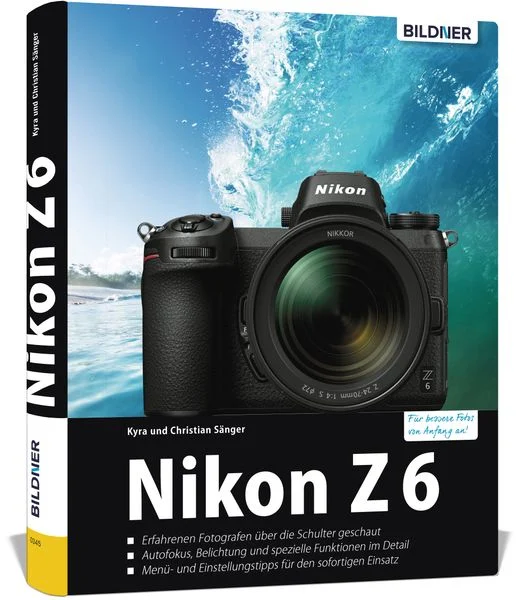 BILDNER
Kyra und Christian Sänger
Nikon Z 6
BILDNER
Nikon
NIKKOR
Z 24-70mm 1:4 S ø72
Z
6
Kyra und Christian Sänger
Für bessere Fotos
von Anfang an!
Nikon Z 6
Erfahrenen Fotografen über die Schulter geschaut
Autofokus, Belichtung und spezielle Funktionen im Detail
Menü- und Einstellungstipps für den sofortigen Einsatz